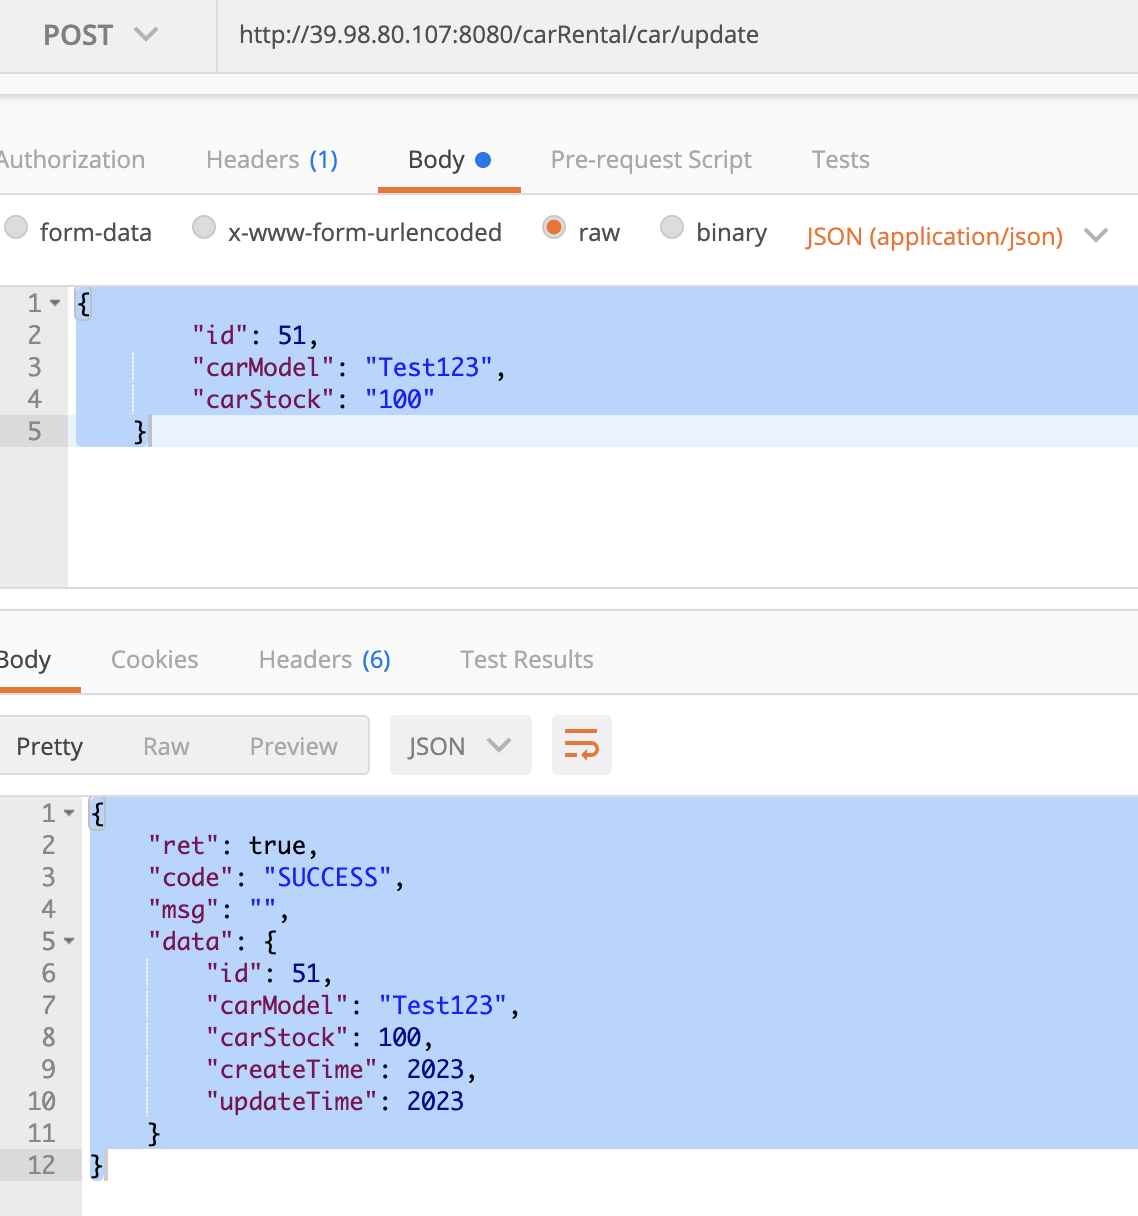 POST http://39.98.80.107:8080/carRental/car/update
Authorization Headers (1) Body Pre-request Script Tests
form-data x-www-form-urlencoded raw binary JSON (application/json)
1 {
2 "id": 51,
3 "carModel": "Test123",
4 "carStock": "100"
5 }
Body Cookies Headers (6) Test Results
Pretty Raw Preview JSON
1 {
2 "ret": true,
3 "code": "SUCCESS",
4 "msg": "",
5 "data": {
6 "id": 51,
7 "carModel": "Test123",
8 "carStock": 100,
9 "createTime": 2023,
10 "updateTime": 2023
11 }
12 }